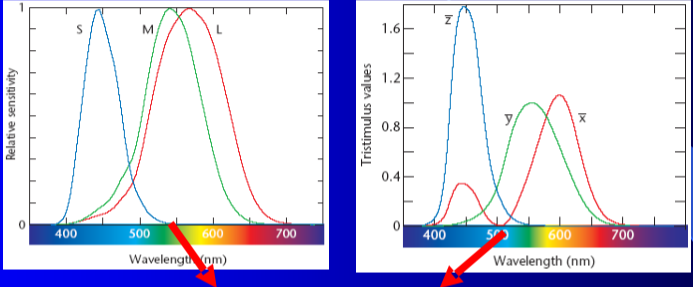 1
S
M
L
Relative sensitivity
0
400
500
600
700
Wavelength (nm)
1.6
z̅
1.2
Tristimulus values
y̅
x̅
0.8
0.4
0
400
500
600
700
Wavelength (nm)